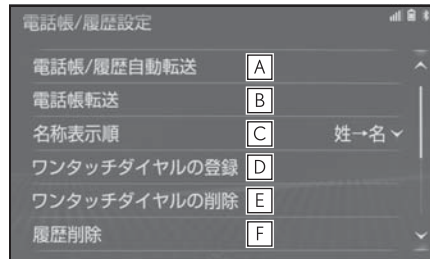 電話帳/履歴設定
電話帳/履歴自動転送 A
電話帳転送 B
名称表示順 C 姓→名
ワンタッチダイヤルの登録 D
ワンタッチダイヤルの削除 E
履歴削除 F